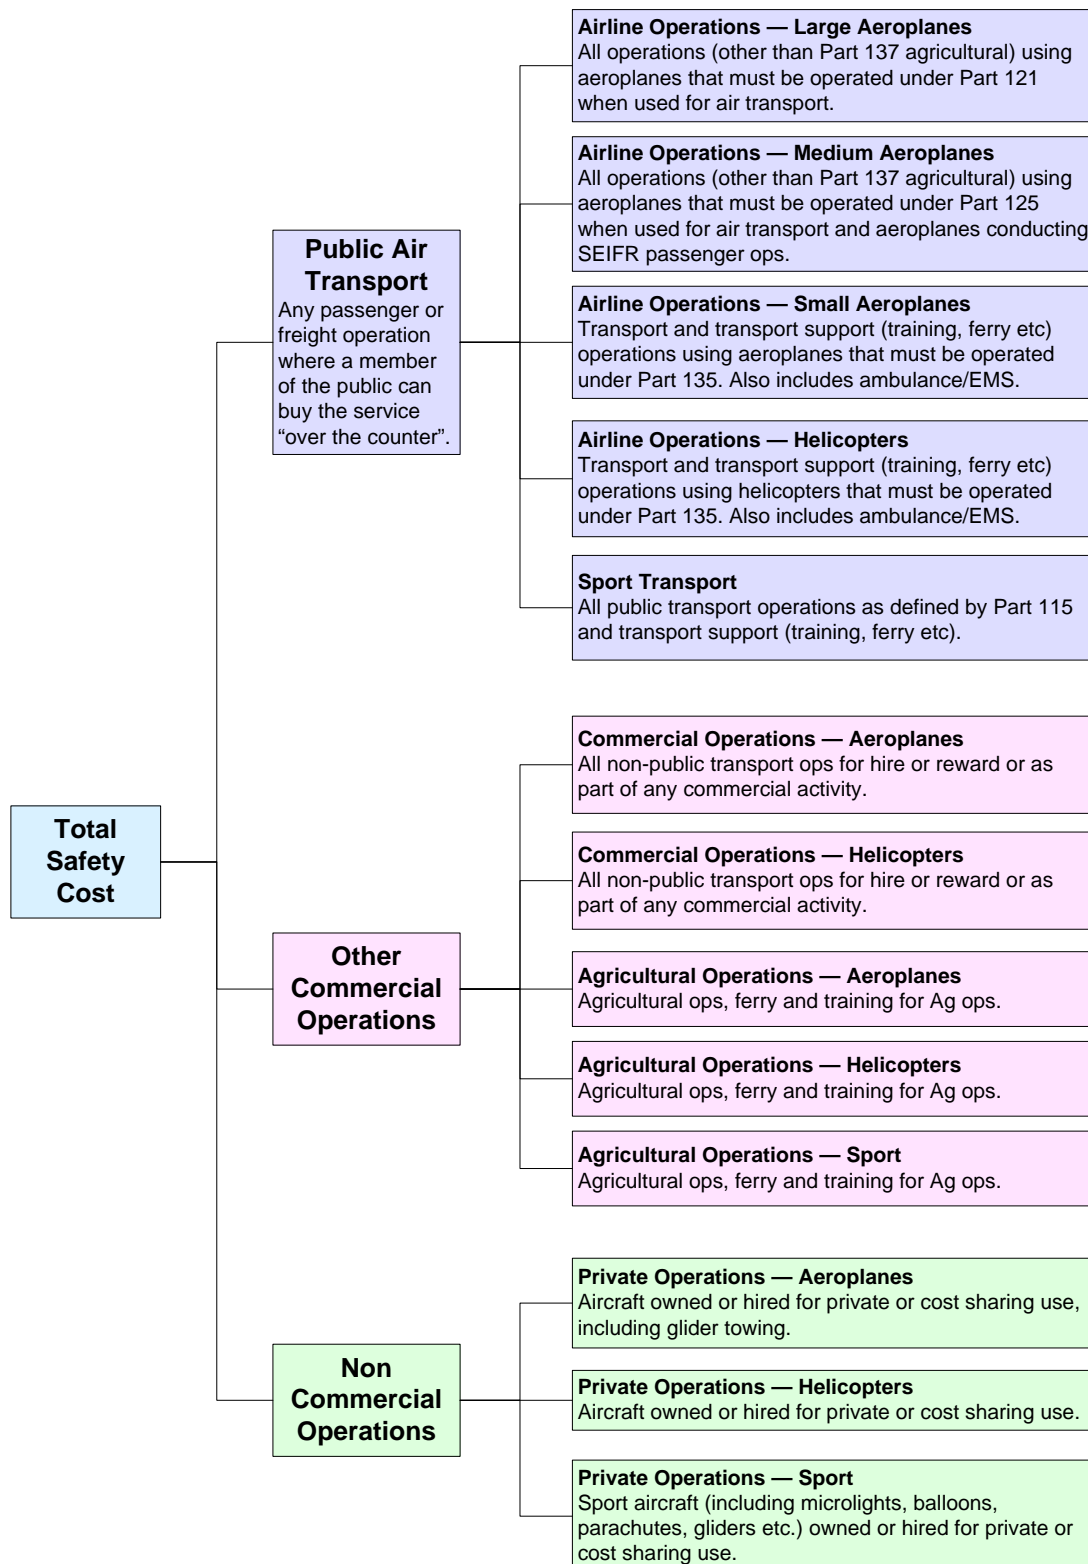 Airline Operations — Large Aeroplanes
All operations (other than Part 137 agricultural) using
aeroplanes that must be operated under Part 121
when used for air transport.
Airline Operations — Medium Aeroplanes
All operations (other than Part 137 agricultural) using
aeroplanes that must be operated under Part 125
when used for air transport and aeroplanes conducting
SEIFR passenger ops.
Public Air
Transport
Any passenger or
freight operation
where a member
of the public can
buy the service
“over the counter”.
Airline Operations — Small Aeroplanes
Transport and transport support (training, ferry etc)
operations using aeroplanes that must be operated
under Part 135. Also includes ambulance/EMS.
Airline Operations — Helicopters
Transport and transport support (training, ferry etc)
operations using helicopters that must be operated
under Part 135. Also includes ambulance/EMS.
Sport Transport
All public transport operations as defined by Part 115
and transport support (training, ferry etc).
Commercial Operations — Aeroplanes
All non-public transport ops for hire or reward or as
part of any commercial activity.
Total
Safety
Cost
Commercial Operations — Helicopters
All non-public transport ops for hire or reward or as
part of any commercial activity.
Other
Commercial
Operations
Agricultural Operations — Aeroplanes
Agricultural ops, ferry and training for Ag ops.
Agricultural Operations — Helicopters
Agricultural ops, ferry and training for Ag ops.
Agricultural Operations — Sport
Agricultural ops, ferry and training for Ag ops.
Private Operations — Aeroplanes
Aircraft owned or hired for private or cost sharing use,
including glider towing.
Non
Commercial
Operations
Private Operations — Helicopters
Aircraft owned or hired for private or cost sharing use.
Private Operations — Sport
Sport aircraft (including microlights, balloons,
parachutes, gliders etc.) owned or hired for private or
cost sharing use.